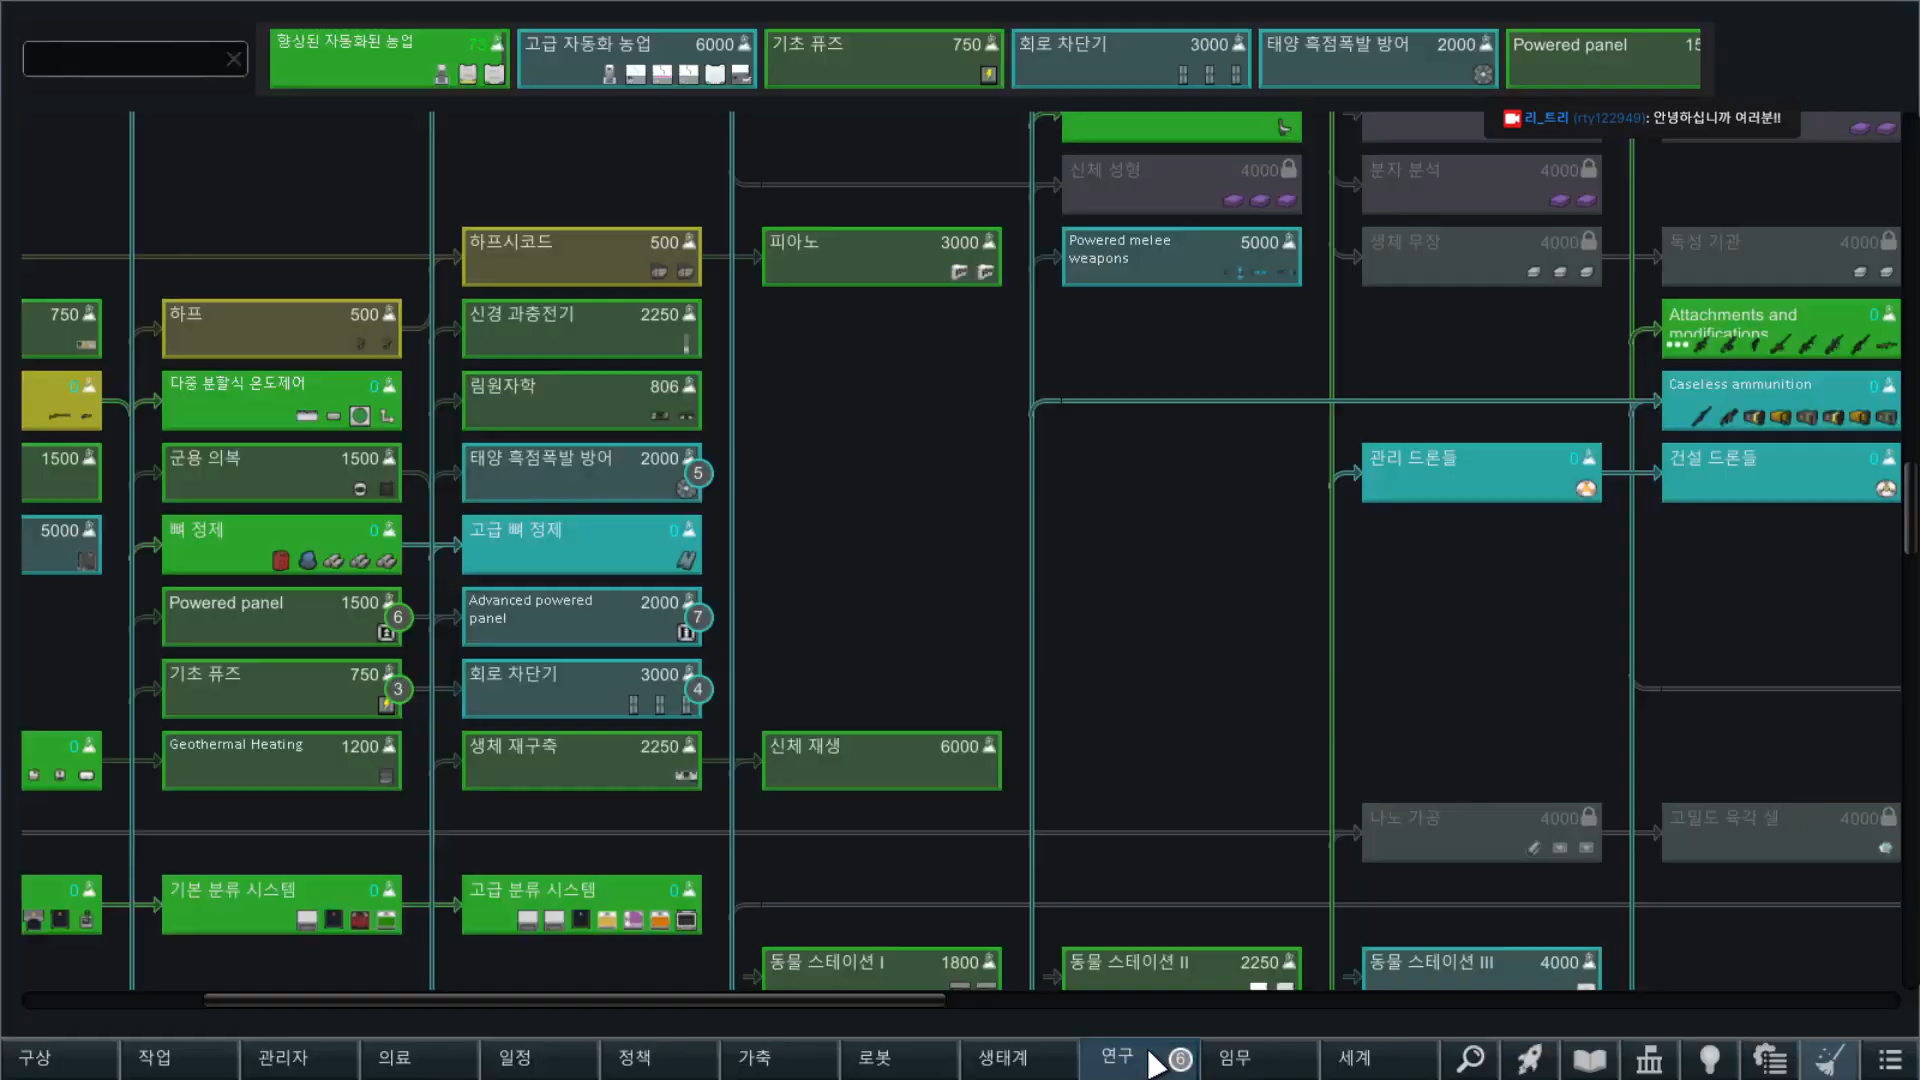 향상된 자동화된 농업 73
고급 자동화 농업 6000
기초 퓨즈 750
회로 차단기 3000
태양 흑점폭발 방어 2000
Powered panel 15
리_트리 (rty122949): 안녕하십니까 여러분!!
신체 성형 4000
분자 분석 4000
하프시코드 500
피아노 3000
Powered melee weapons 5000
생체 무장 4000
독성 기관 4000
750
하프 500
신경 과충전기 2250
Attachments and modifications 0
0
다중 분할식 온도제어 0
림원자학 806
Caseless ammunition 0
1500
군용 의복 1500
태양 흑점폭발 방어 2000
5
관리 드론들 0
건설 드론들 0
5000
뼈 정제 0
고급 뼈 정제 0
Powered panel 1500
6
Advanced powered panel 2000
7
기초 퓨즈 750
3
회로 차단기 3000
4
0
Geothermal Heating 1200
생체 재구축 2250
신체 재생 6000
나노 가공 4000
고밀도 육각 셀 4000
0
기본 분류 시스템 0
고급 분류 시스템 0
동물 스테이션 I 1800
동물 스테이션 II 2250
동물 스테이션 III 4000
구상
작업
관리자
의료
일정
정책
가축
로봇
생태계
연구
6
임무
세계